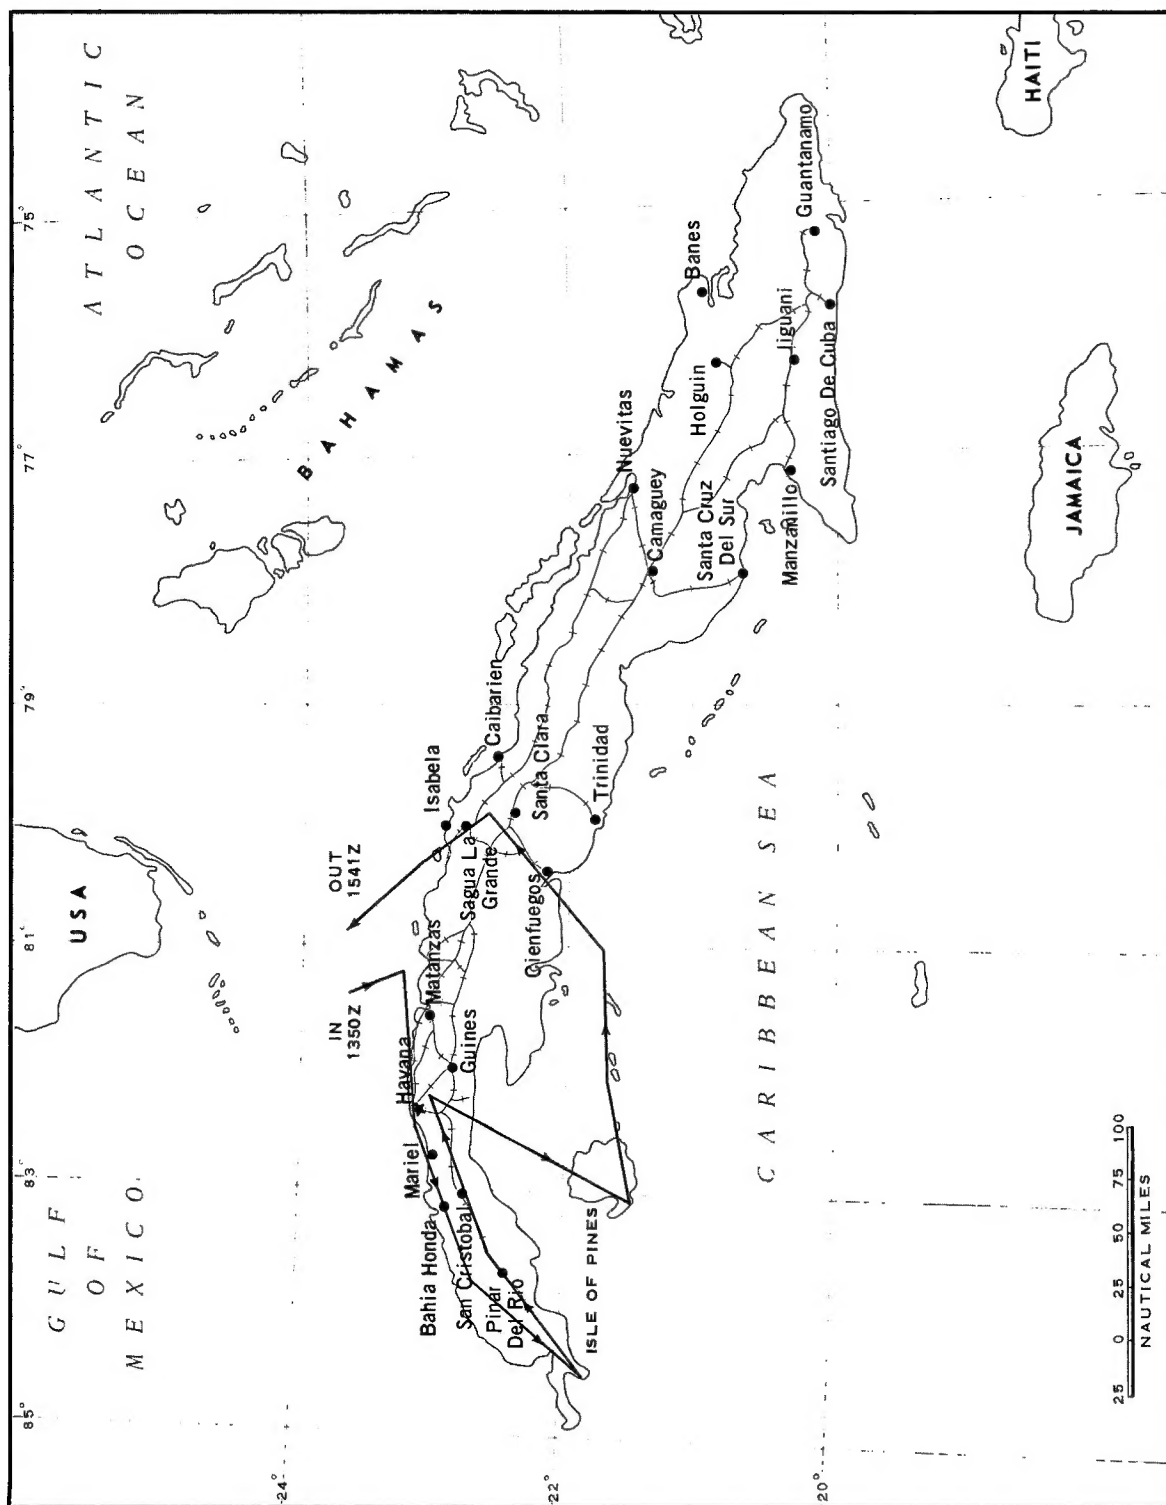 GULF
OF
MEXICO
ATLANTIC
OCEAN
USA
BAHAMAS
85°
83°
81°
79°
77°
75°
24°
22°
20°
IN
1350Z
OUT
1541Z
Havana
Mariel
Bahia Honda
San Cristobal
Pinar
Del Rio
Matanzas
Guines
Isabela
Sagua La
Grande
Caibarien
Santa Clara
Cienfuegos
Trinidad
Nuevitas
Camaguey
Santa Cruz
Del Sur
Holguin
Banes
Manzanillo
Jiguani
Santiago De Cuba
Guantanamo
ISLE OF PINES
CARIBBEAN SEA
JAMAICA
HAITI
25 0 25 50 75 100
NAUTICAL MILES